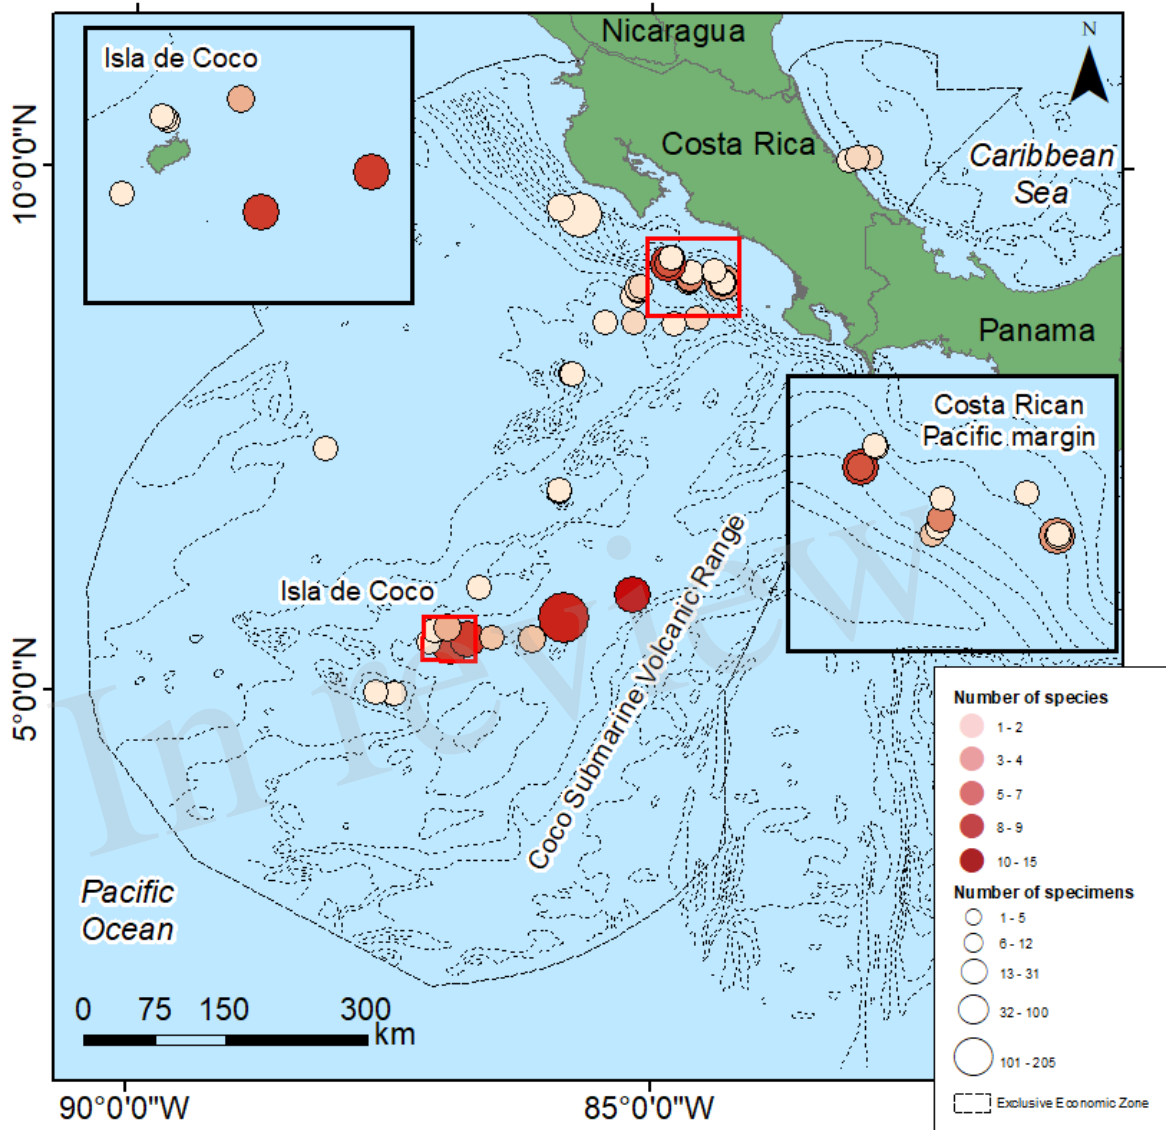 Nicaragua
N
Isla de Coco
Costa Rica
Caribbean
Sea
10°0'0"N
Panama
Costa Rican
Pacific margin
Isla de Coco
Coco Submarine Volcanic Range
5°0'0"N
In review
Pacific
Ocean
0 75 150 300
km
90°0'0"W
85°0'0"W
Number of species
1 - 2
3 - 4
5 - 7
8 - 9
10 - 15
Number of specimens
1 - 5
6 - 12
13 - 31
32 - 100
101 - 205
Exclusive Economic Zone